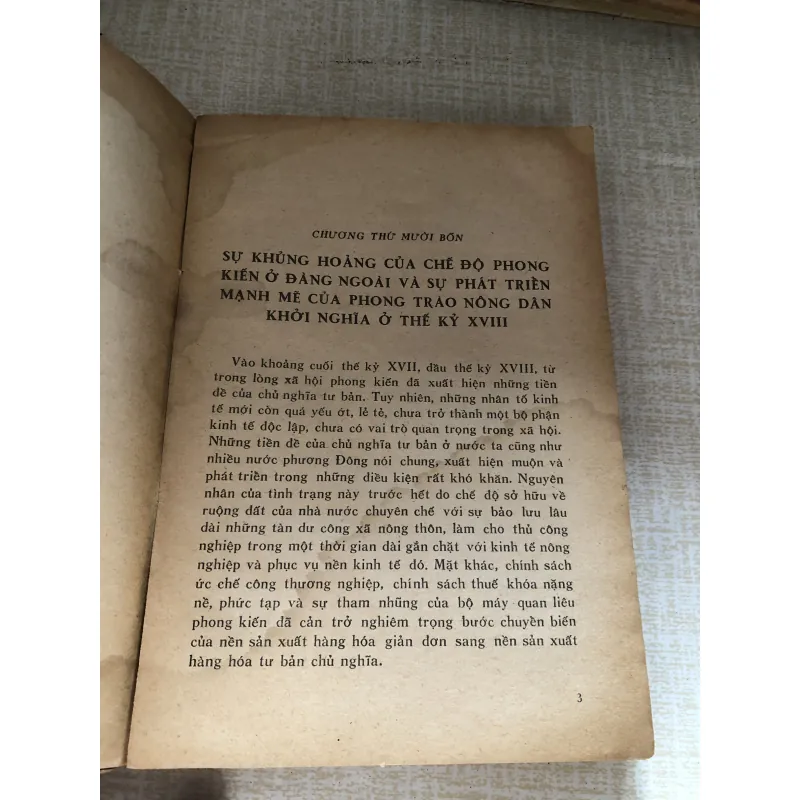 CHƯƠNG THỨ MƯỜI BỐN
SỰ KHỦNG HOẢNG CỦA CHẾ ĐỘ PHONG
KIẾN Ở ĐÀNG NGOÀI VÀ SỰ PHÁT TRIỂN
MẠNH MẼ CỦA PHONG TRÀO NÔNG DÂN
KHỞI NGHĨA Ở THẾ KỶ XVIII
Vào khoảng cuối thế kỷ XVII, đầu thế kỷ XVIII, từ
trong lòng xã hội phong kiến đã xuất hiện những tiền
đề của chủ nghĩa tư bản. Tuy nhiên, những nhân tố kinh
tế mới còn quá yếu ớt, lẻ tẻ, chưa trở thành một bộ phận
kinh tế độc lập, chưa có vai trò quan trọng trong xã hội.
Những tiền đề của chủ nghĩa tư bản ở nước ta cũng như
nhiều nước phương Đông nói chung, xuất hiện muộn và
phát triển trong những điều kiện rất khó khăn. Nguyên
nhân của tình trạng này trước hết do chế độ sở hữu về
ruộng đất của nhà nước chuyên chế với sự bảo lưu lâu
dài những tàn dư công xã nông thôn, làm cho thủ công
nghiệp trong một thời gian dài gắn chặt với kinh tế nông
nghiệp và phục vụ nền kinh tế đó. Mặt khác, chính sách
ức chế công thương nghiệp, chính sách thuế khóa nặng
nề, phức tạp và sự tham nhũng của bộ máy quan liêu
phong kiến đã cản trở nghiêm trọng bước chuyển biến
của nền sản xuất hàng hóa giản đơn sang nền sản xuất
hàng hóa tư bản chủ nghĩa.
3